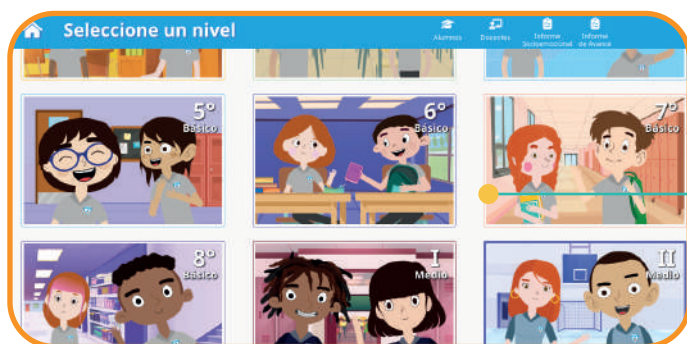 Seleccione un nivel
Alumnos
Docentes
Informe
Socioemocional
Informe
de Avance
5°
Básico
6°
Básico
7°
Básico
8°
Básico
I
Medio
II
Medio